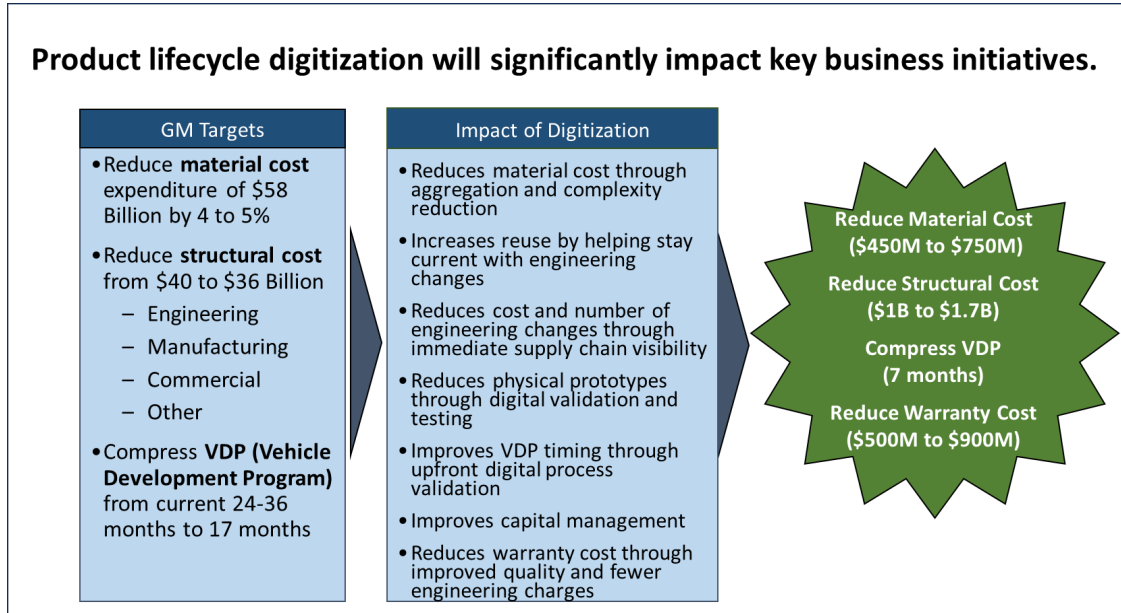 Product lifecycle digitization will significantly impact key business initiatives.
GM Targets
•Reduce material cost
expenditure of $58
Billion by 4 to 5%
•Reduce structural cost
from $40 to $36 Billion
– Engineering
– Manufacturing
– Commercial
– Other
•Compress VDP (Vehicle
Development Program)
from current 24-36
months to 17 months
Impact of Digitization
•Reduces material cost through
aggregation and complexity
reduction
•Increases reuse by helping stay
current with engineering
changes
•Reduces cost and number of
engineering changes through
immediate supply chain visibility
•Reduces physical prototypes
through digital validation and
testing
•Improves VDP timing through
upfront digital process
validation
•Improves capital management
•Reduces warranty cost through
improved quality and fewer
engineering charges
Reduce Material Cost
($450M to $750M)
Reduce Structural Cost
($1B to $1.7B)
Compress VDP
(7 months)
Reduce Warranty Cost
($500M to $900M)